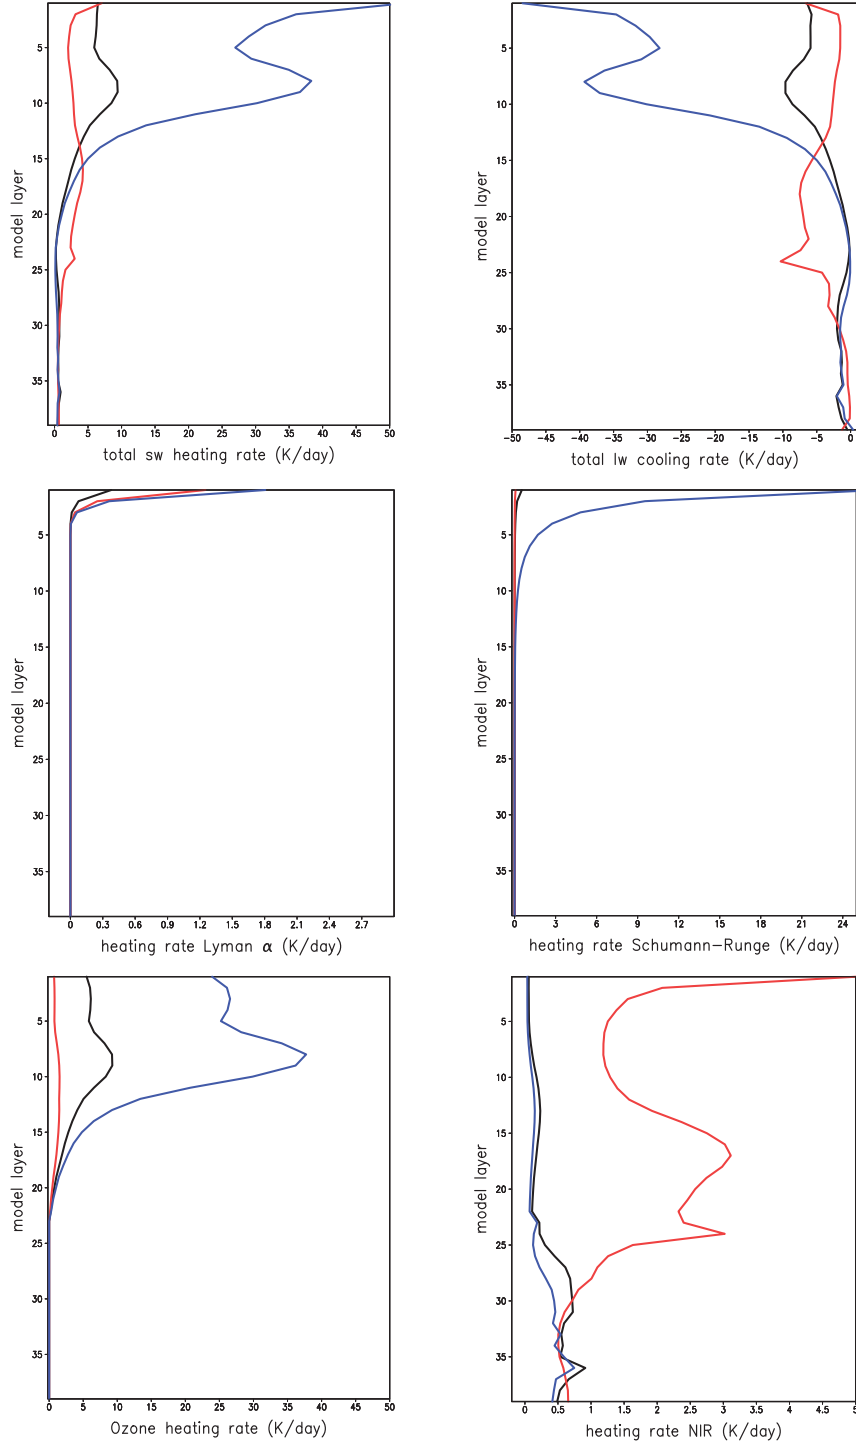 5
10
15
20
25
30
35
model layer
0 5 10 15 20 25 30 35 40 45 50
total sw heating rate (K/day)
5
10
15
20
25
30
35
model layer
-50 -45 -40 -35 -30 -25 -20 -15 -10 -5 0
total lw cooling rate (K/day)
5
10
15
20
25
30
35
model layer
0 0.3 0.6 0.9 1.2 1.5 1.8 2.1 2.4 2.7
heating rate Lyman α (K/day)
5
10
15
20
25
30
35
model layer
0 3 6 9 12 15 18 21 24
heating rate Schumann-Runge (K/day)
5
10
15
20
25
30
35
model layer
0 5 10 15 20 25 30 35 40 45 50
Ozone heating rate (K/day)
5
10
15
20
25
30
35
model layer
0 0.5 1 1.5 2 2.5 3 3.5 4 4.5 5
heating rate NIR (K/day)